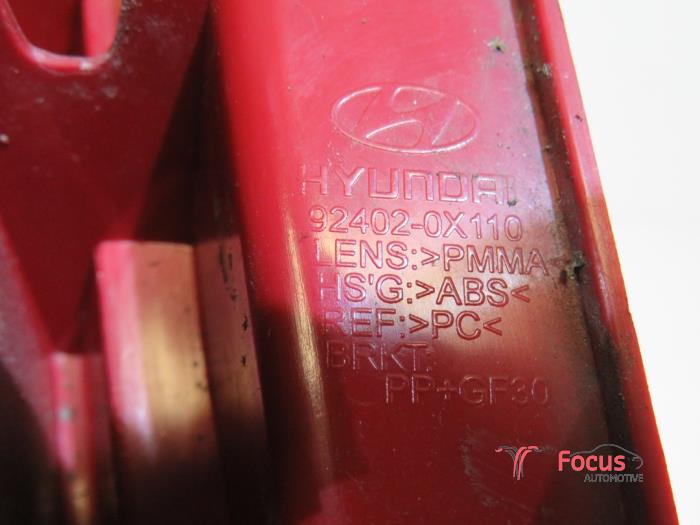 HYUNDAI
92402-0X110
LENS:>PMMA<
HS'G:>ABS<
REF:>PC<
BRKT:
PP+GF30
Focus
AUTOMOTIVE